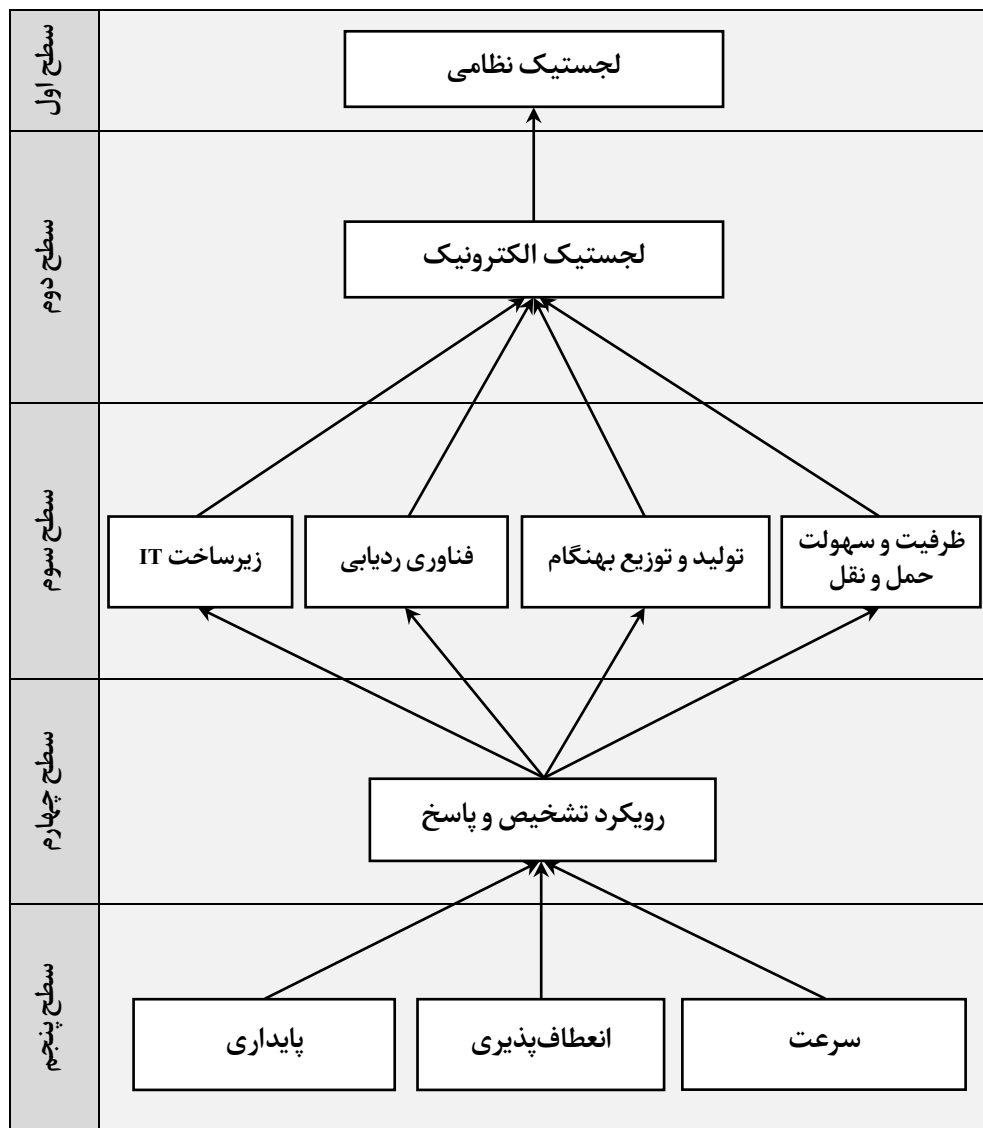 سطح اول
لجستیک نظامی
سطح دوم
لجستیک الکترونیک
سطح سوم
ظرفیت و سهولت
حمل و نقل
تولید و توزیع بهنگام
فناوری ردیابی
زیرساخت IT
سطح چهارم
رویکرد تشخیص و پاسخ
سطح پنجم
سرعت
انعطاف‌پذیری
پایداری